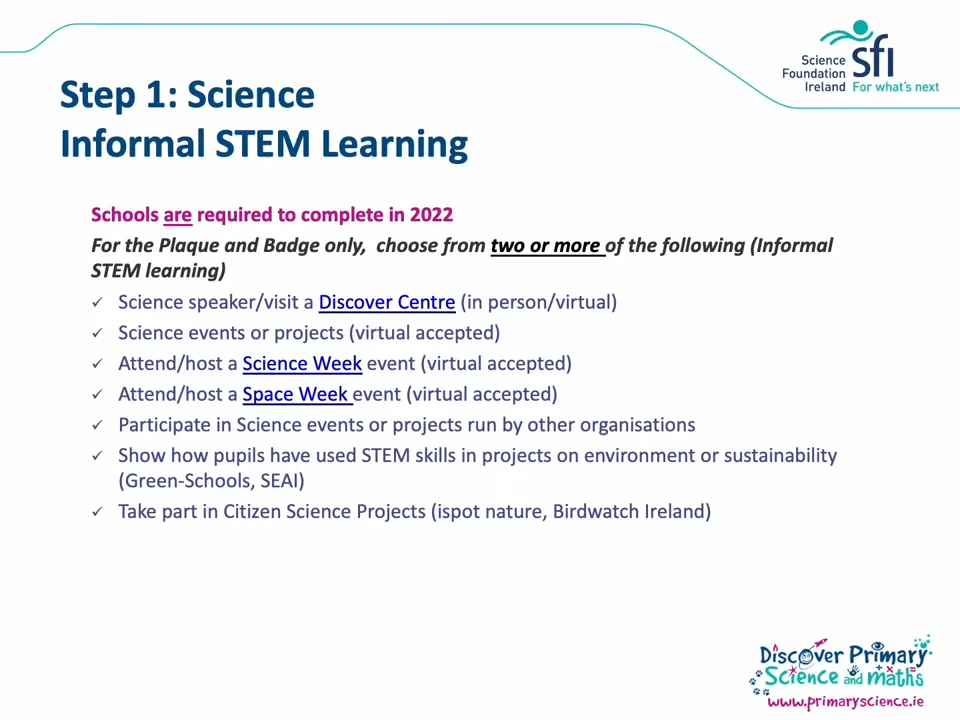 Science
Foundation
Ireland
sfi
For what's next
Step 1: Science
Informal STEM Learning
Schools are required to complete in 2022
For the Plaque and Badge only, choose from two or more of the following (Informal
STEM learning)
✓ Science speaker/visit a Discover Centre (in person/virtual)
✓ Science events or projects (virtual accepted)
✓ Attend/host a Science Week event (virtual accepted)
✓ Attend/host a Space Week event (virtual accepted)
✓ Participate in Science events or projects run by other organisations
✓ Show how pupils have used STEM skills in projects on environment or sustainability
(Green-Schools, SEAI)
✓ Take part in Citizen Science Projects (ispot nature, Birdwatch Ireland)
Discover Primary
Science and maths
www.primaryscience.ie